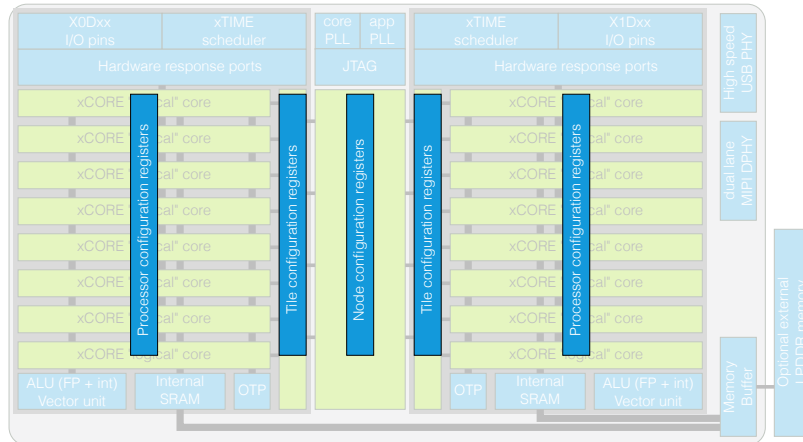 X0Dxx
I/O pins
xTIME
scheduler
core
PLL
app
PLL
xTIME
scheduler
X1Dxx
I/O pins
Hardware response ports
JTAG
Hardware response ports
High speed
USB PHY
dual lane
MIPI DPHY
xCORE "logical" core
xCORE cal" core
xCORE cal" core
xCORE cal" core
xCORE cal" core
xCORE cal" core
xCORE cal" core
xCORE "logical" core
Processor configuration registers
Tile configuration registers
Node configuration registers
Tile configuration registers
Processor configuration registers
xCORE cal" core
xCORE cal" core
xCORE cal" core
xCORE cal" core
xCORE cal" core
xCORE cal" core
xCORE cal" core
xCORE "logical" core
ALU (FP + int)
Vector unit
Internal
SRAM
OTP
OTP
Internal
SRAM
ALU (FP + int)
Vector unit
Memory
Buffer
Optional external
LPDDR memory